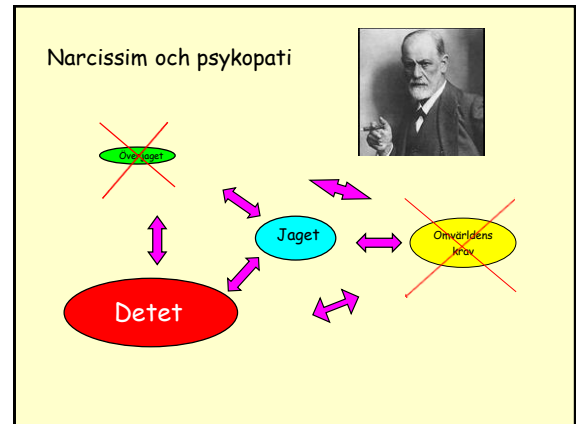 Narcissim och psykopati
Överjaget
Jaget
Omvärldens
krav
Detet